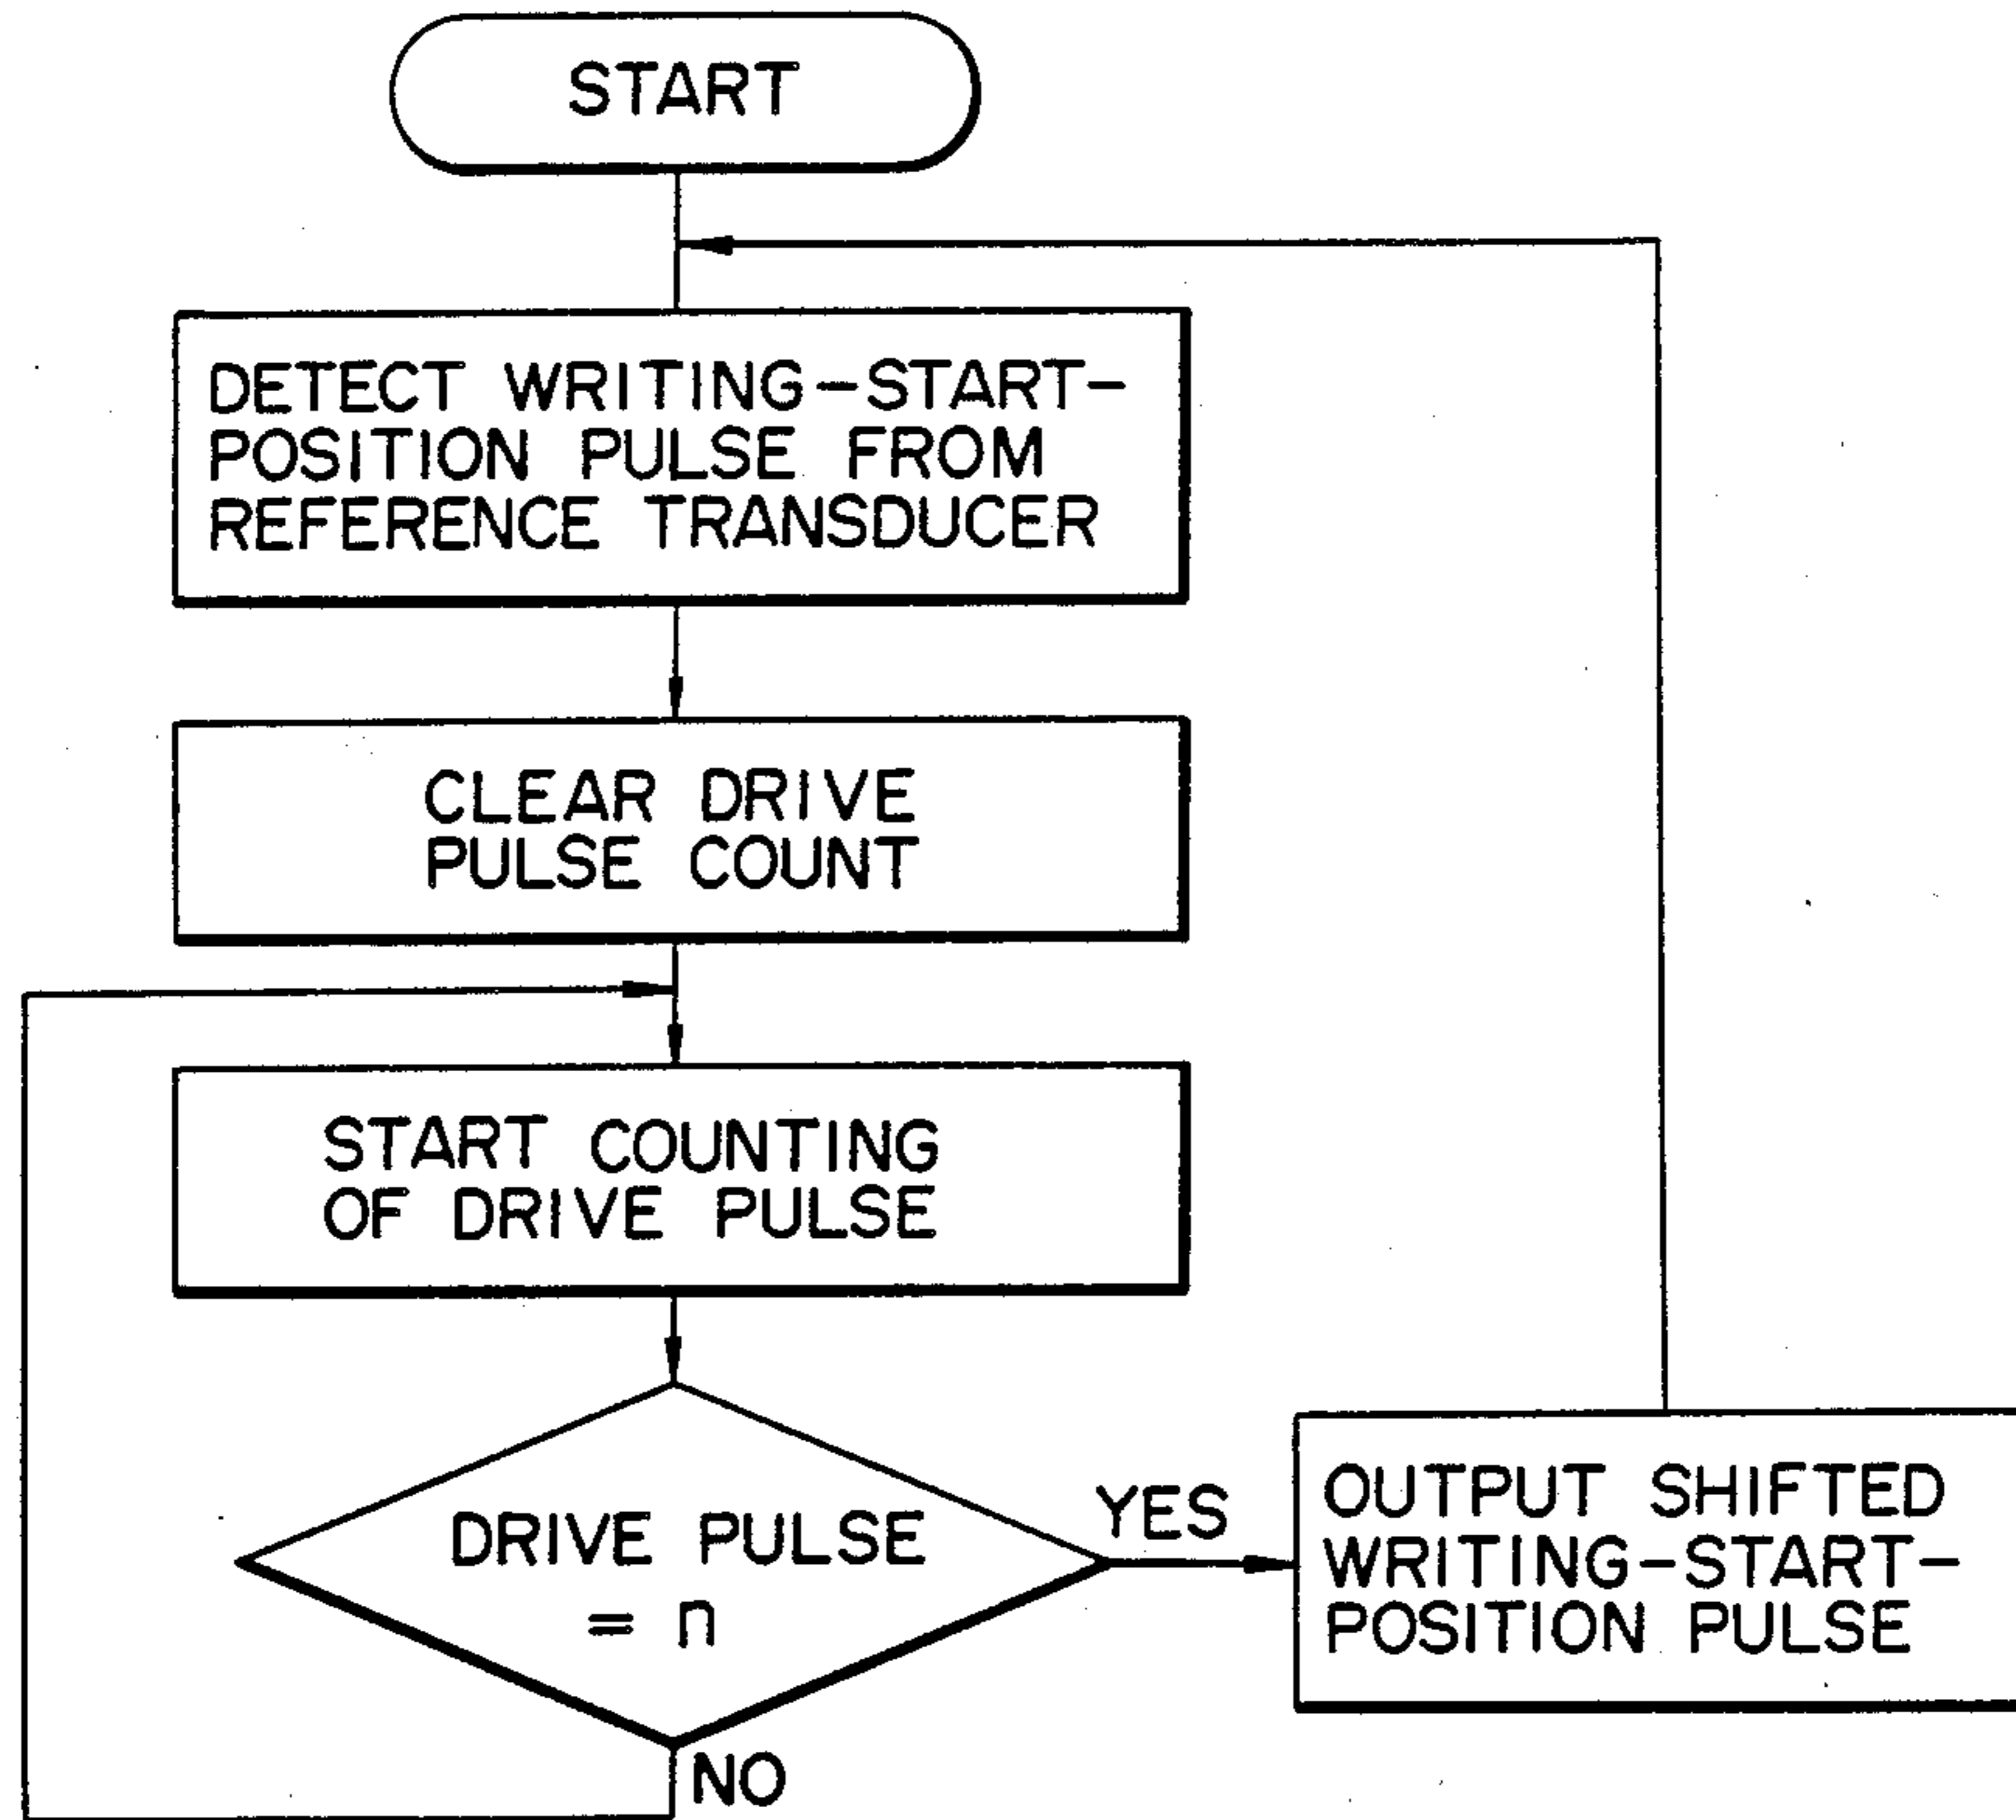 START
DETECT WRITING-START-
POSITION PULSE FROM
REFERENCE TRANSDUCER
CLEAR DRIVE
PULSE COUNT
START COUNTING
OF DRIVE PULSE
DRIVE PULSE
= n
YES
OUTPUT SHIFTED
WRITING-START-
POSITION PULSE
NO